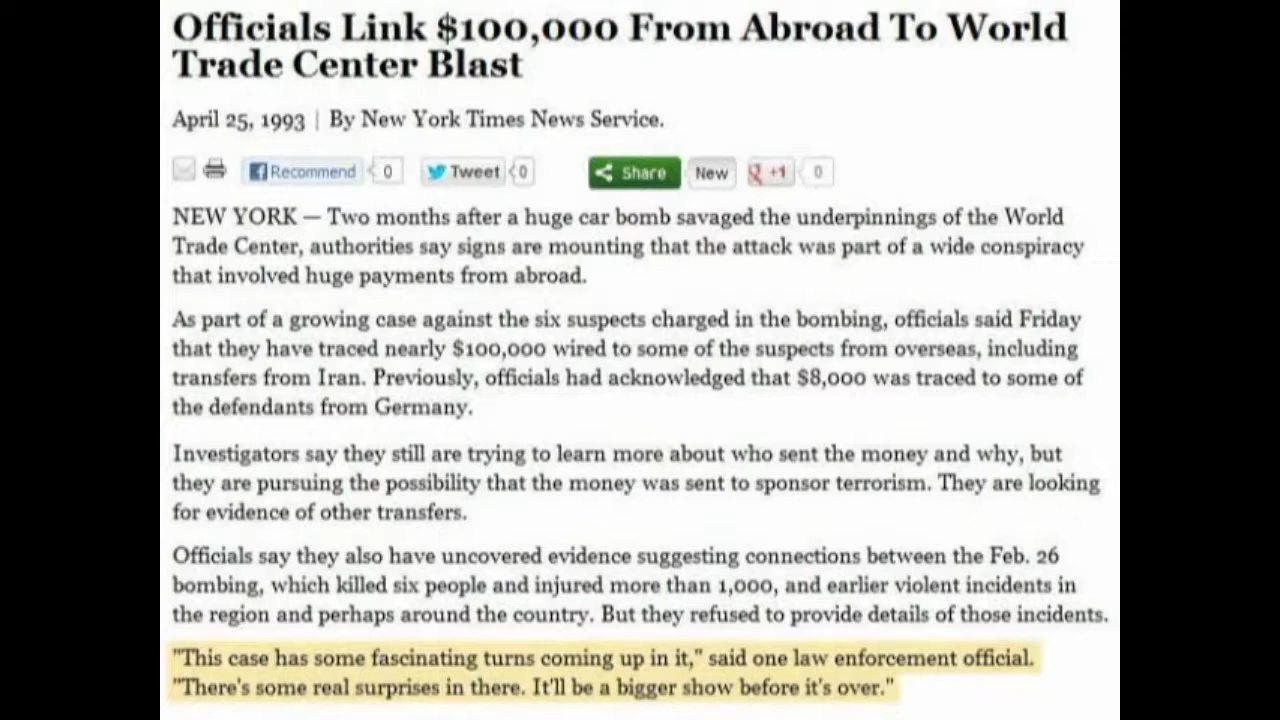 Officials Link $100,000 From Abroad To World
Trade Center Blast
April 25, 1993 | By New York Times News Service.
Recommend 0 Tweet 0 Share New +1 0
NEW YORK — Two months after a huge car bomb savaged the underpinnings of the World
Trade Center, authorities say signs are mounting that the attack was part of a wide conspiracy
that involved huge payments from abroad.
As part of a growing case against the six suspects charged in the bombing, officials said Friday
that they have traced nearly $100,000 wired to some of the suspects from overseas, including
transfers from Iran. Previously, officials had acknowledged that $8,000 was traced to some of
the defendants from Germany.
Investigators say they still are trying to learn more about who sent the money and why, but
they are pursuing the possibility that the money was sent to sponsor terrorism. They are looking
for evidence of other transfers.
Officials say they also have uncovered evidence suggesting connections between the Feb. 26
bombing, which killed six people and injured more than 1,000, and earlier violent incidents in
the region and perhaps around the country. But they refused to provide details of those incidents.
"This case has some fascinating turns coming up in it," said one law enforcement official.
"There's some real surprises in there. It'll be a bigger show before it's over."